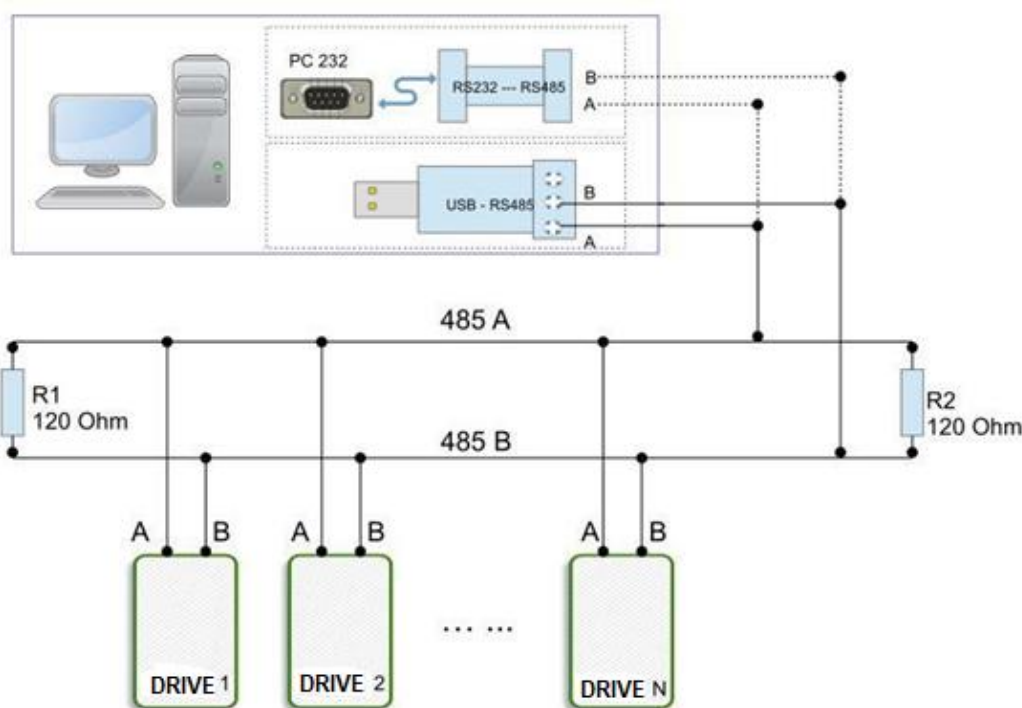 PC 232
RS232 --- RS485
B
A
USB - RS485
B
A
485 A
R1
120 Ohm
R2
120 Ohm
485 B
A B A B A B
... ...
DRIVE 1 DRIVE 2 DRIVE N